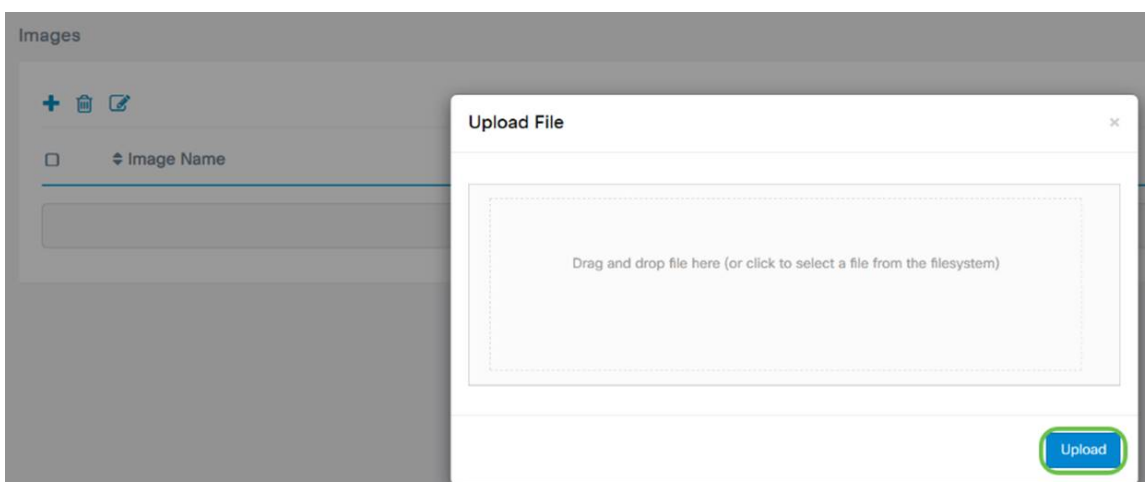 Images
Upload File
×
Image Name
Drag and drop file here (or click to select a file from the filesystem)
Upload